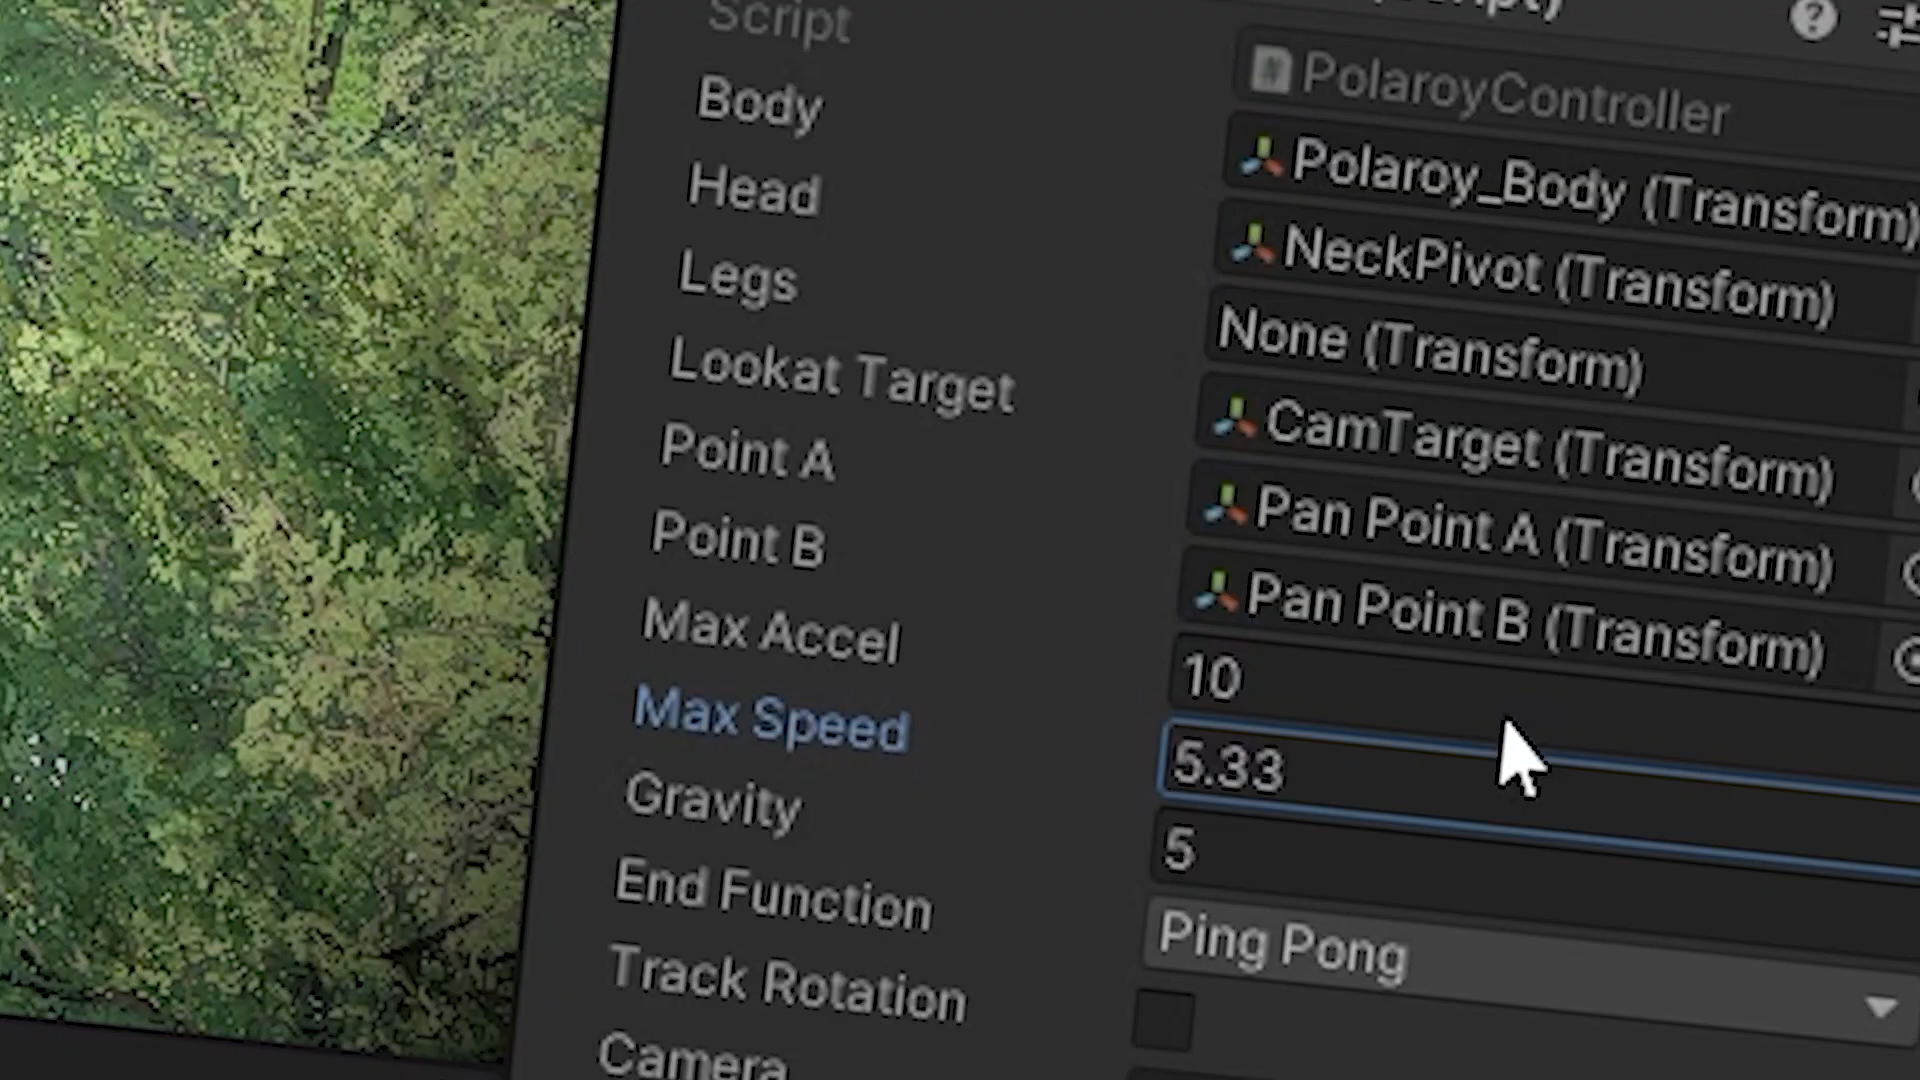 Script PolaroyController
Body Polaroy_Body (Transform)
Head NeckPivot (Transform)
Legs None (Transform)
Lookat Target CamTarget (Transform)
Point A Pan Point A (Transform)
Point B Pan Point B (Transform)
Max Accel 10
Max Speed 5.33
Gravity 5
End Function Ping Pong
Track Rotation
Camera